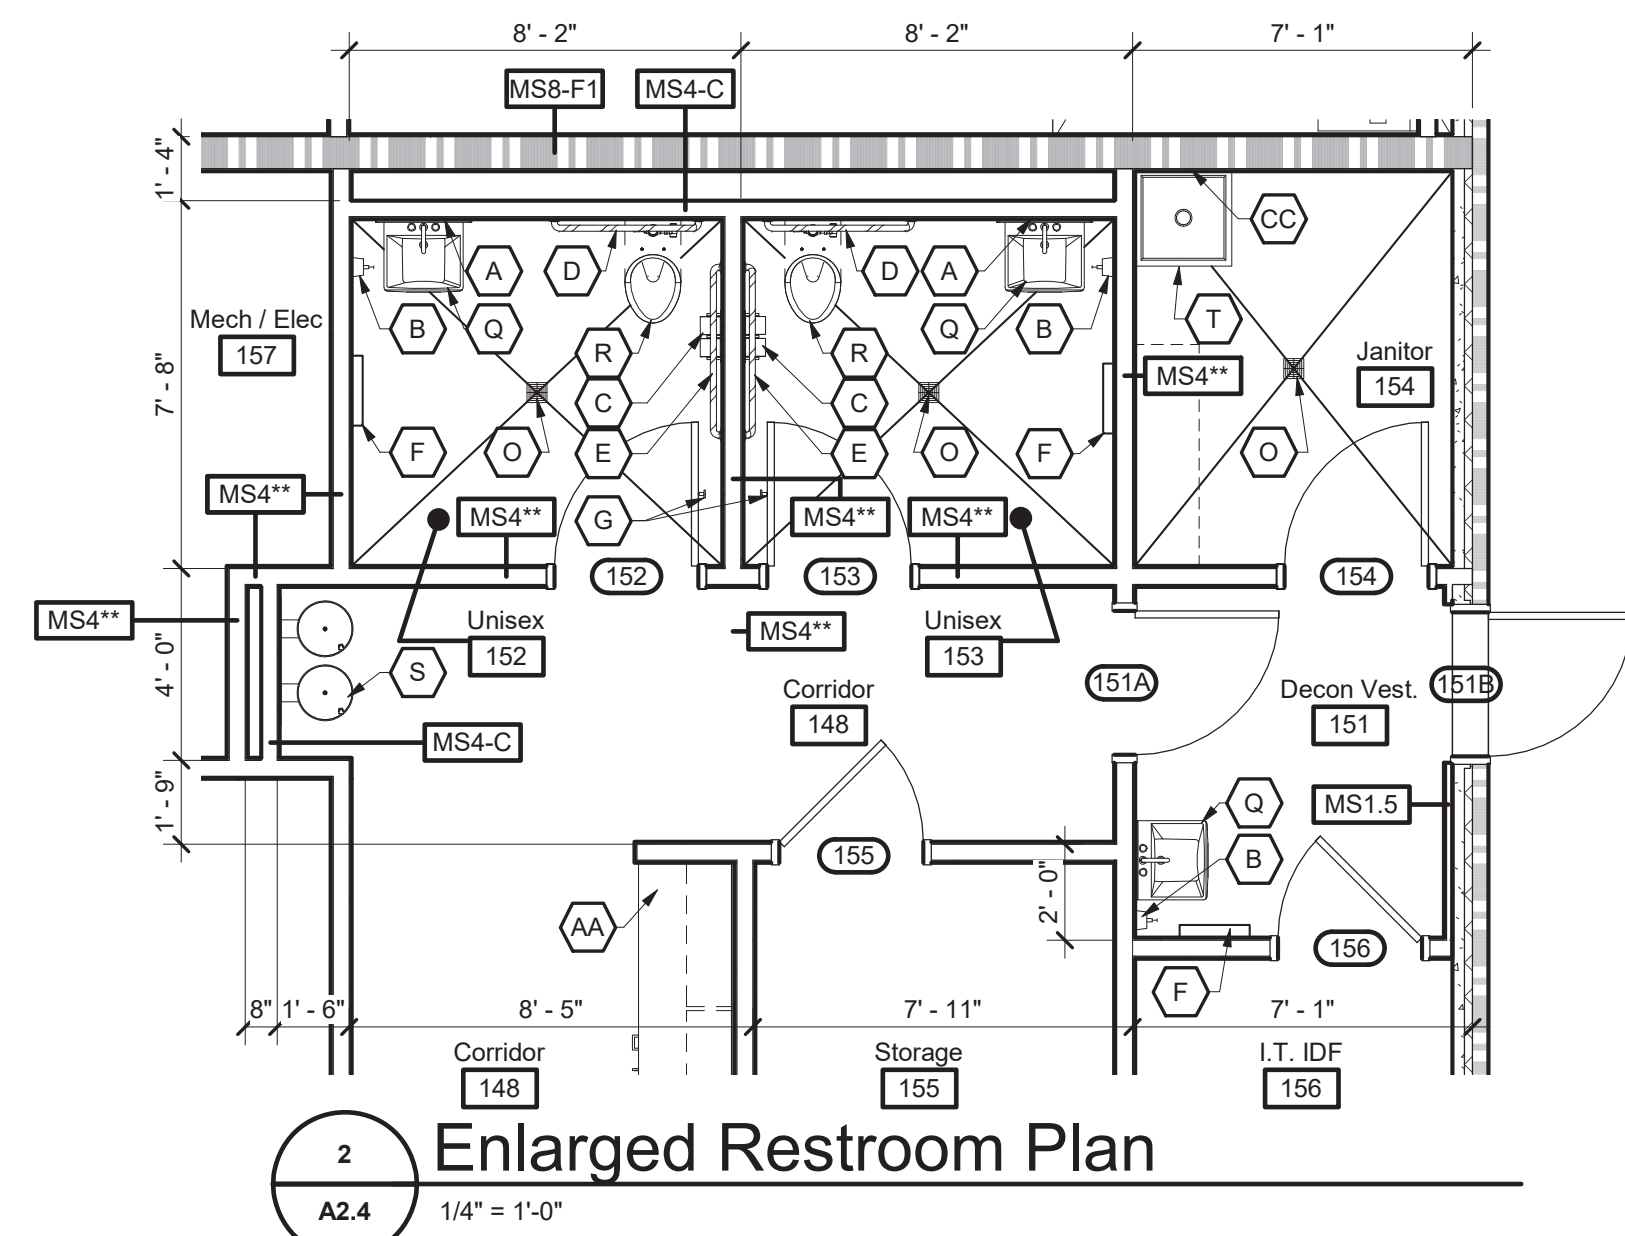 8' - 2"
8' - 2"
7' - 1"
MS8-F1
MS4-C
1' - 4"
CC
A
D
D
A
B
Q
Q
B
T
Mech / Elec
157
R
R
Janitor
154
7' - 8"
MS4**
C
C
F
O
E
E
O
F
O
MS4**
G
MS4**
MS4**
MS4**
152
153
154
MS4**
Unisex
152
MS4**
Unisex
153
4' - 0"
S
151A
151B
Corridor
148
Decon Vest.
151
MS4-C
1' - 9"
Q
MS1.5
155
B
2' - 0"
AA
156
F
8"
1' - 6"
8' - 5"
7' - 11"
7' - 1"
Corridor
148
Storage
155
I.T. IDF
156
2
Enlarged Restroom Plan
A2.4
1/4" = 1'-0"